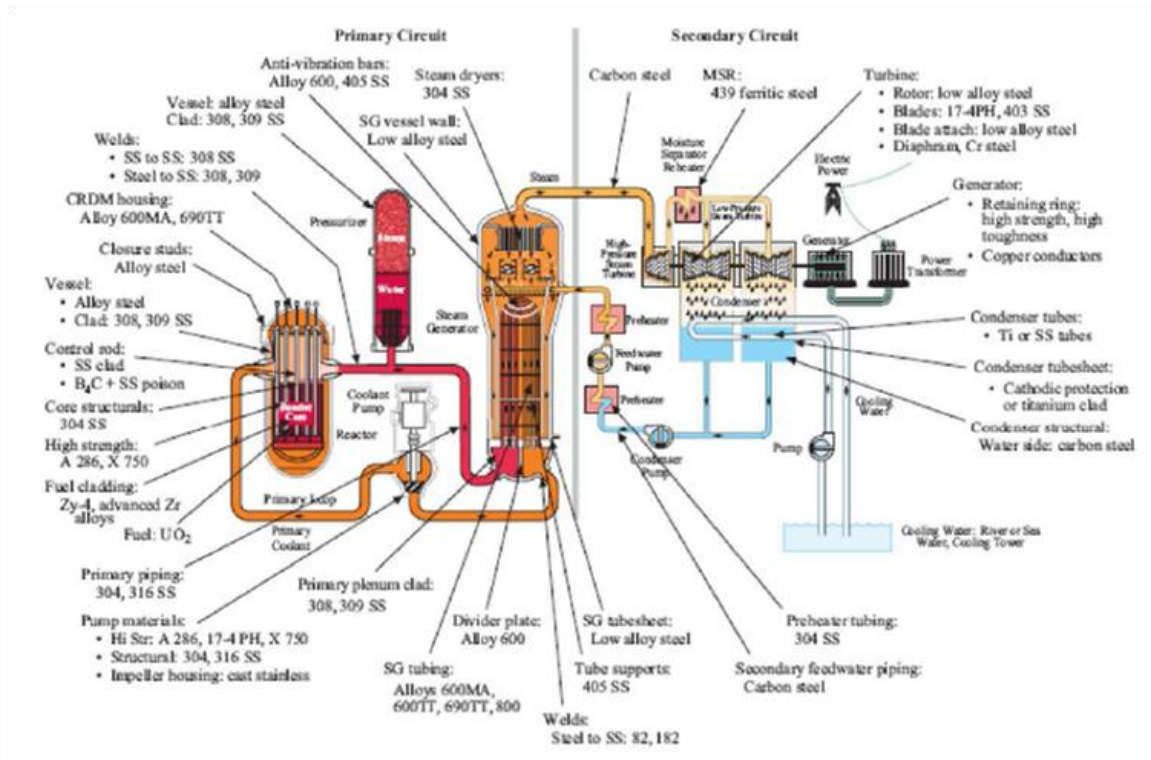 Primary Circuit
Secondary Circuit
Anti-vibration bars:
Alloy 600, 405 SS
Steam dryers:
304 SS
Carbon steel
MSR:
439 ferritic steel
Turbine:
• Rotor: low alloy steel
• Blades: 17-4PH, 403 SS
• Blade attach: low alloy steel
• Diaphram, Cr steel
Vessel: alloy steel
Clad: 308, 309 SS
SG vessel wall:
Low alloy steel
Welds:
• SS to SS: 308 SS
• Steel to SS: 308, 309
Moisture
Separator
Reheater
Electric
Power
CRDM housing:
Alloy 600MA, 690TT
Steam
Generator:
• Retaining ring:
high strength, high
toughness
• Copper conductors
Pressurizer
Steam
Water
Low-Pressure
Steam Turbine
High-
Pressure
Steam
Turbine
Generator
Power
Transformer
Closure studs:
Alloy steel
Vessel:
• Alloy steel
• Clad: 308, 309 SS
Steam
Generator
Condenser
Preheater
Condenser tubes:
• Ti or SS tubes
Control rod:
• SS clad
• B4C + SS poison
Feedwater
Pump
Condenser tubesheet:
• Cathodic protection
or titanium clad
Core structurals:
304 SS
Coolant
Pump
Preheater
Cooling
Water
Reactor
Core
Reactor
Condenser structural:
Water side: carbon steel
High strength:
A 286, X 750
Condenser
Pump
Pump
Fuel cladding:
Zy-4, advanced Zr
alloys
Primary Loop
Fuel: UO2
Primary
Coolant
Cooling Water: River or Sea
Water, Cooling Tower
Primary piping:
304, 316 SS
Primary plenum clad:
308, 309 SS
Pump materials:
• Hi Str: A 286, 17-4 PH, X 750
• Structural: 304, 316 SS
• Impeller housing: cast stainless
Divider plate:
Alloy 600
SG tubesheet:
Low alloy steel
Preheater tubing:
304 SS
SG tubing:
Alloys 600MA,
600TT, 690TT, 800
Tube supports:
405 SS
Secondary feedwater piping:
Carbon steel
Welds:
Steel to SS: 82, 182